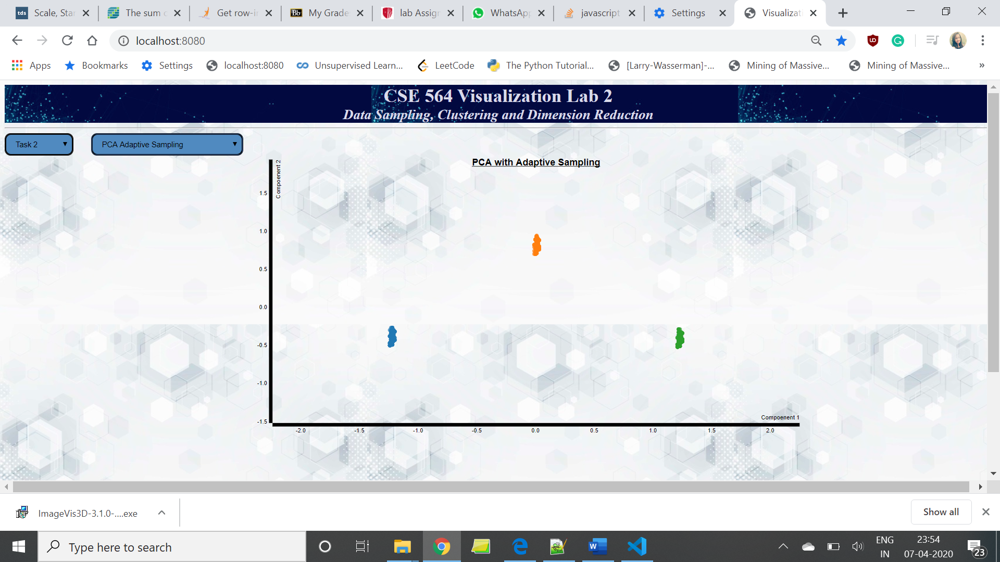 tds Scale, Star The sum o Get row-in Bb My Grade lab Assign WhatsApp javascript Settings Visualizati
localhost:8080
Apps Bookmarks Settings localhost:8080 Unsupervised Learn... LeetCode The Python Tutorial... [Larry-Wasserman]-... Mining of Massive... Mining of Massive... »
CSE 564 Visualization Lab 2
Data Sampling, Clustering and Dimension Reduction
Task 2 PCA Adaptive Sampling
PCA with Adaptive Sampling
Compoenent 2
1.5
1.0
0.5
0.0
-0.5
-1.0
-1.5
Compoenent 1
-2.0 -1.5 -1.0 -0.5 0.0 0.5 1.0 1.5 2.0
ImageVis3D-3.1.0-....exe Show all
Type here to search
ENG
IN
23:54
07-04-2020
23